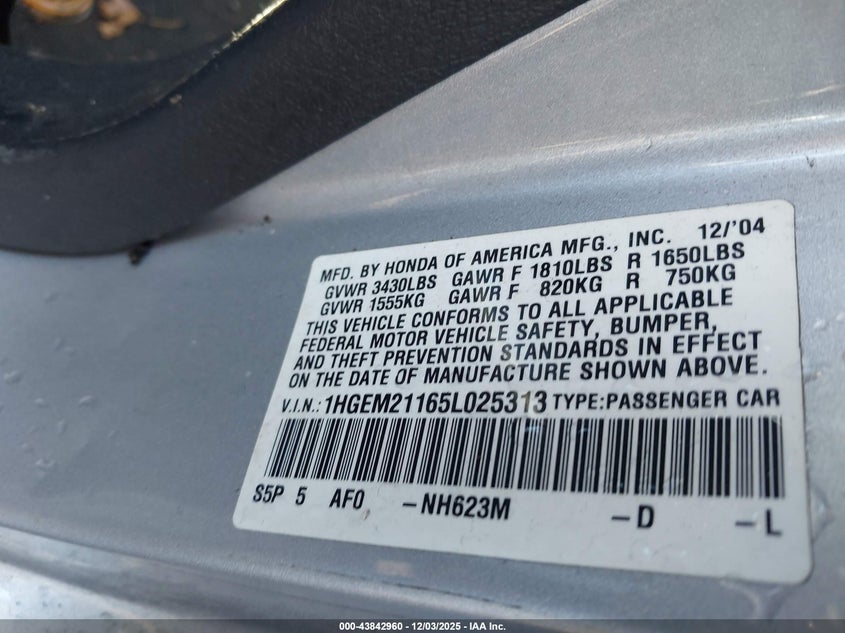 MFD. BY HONDA OF AMERICA MFG., INC. 12/'04
GVWR 3430LBS GAWR F 1810LBS R 1650LBS
GVWR 1555KG GAWR F 820KG R 750KG
THIS VEHICLE CONFORMS TO ALL APPLICABLE
FEDERAL MOTOR VEHICLE SAFETY, BUMPER,
AND THEFT PREVENTION STANDARDS IN EFFECT
ON THE DATE OF MANUFACTURE SHOWN ABOVE.
V.I.N.: 1HGEM21165L025313 TYPE:PASSENGER CAR
S5P 5 AF0 -NH623M -D -L
000-43842960 - 12/03/2025 - IAA Inc.